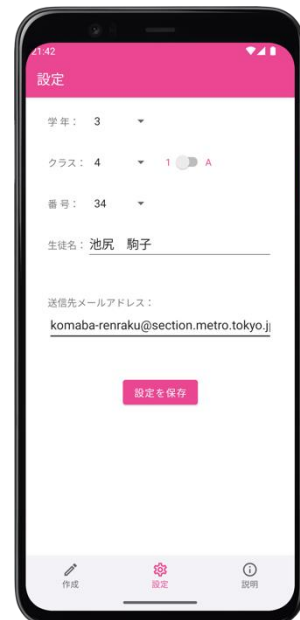 21:42
設定
学年： 3
クラス： 4 1 A
番号： 34
生徒名： 池尻　駒子
送信先メールアドレス：
komaba-renraku@section.metro.tokyo.j
設定を保存
作成 設定 説明